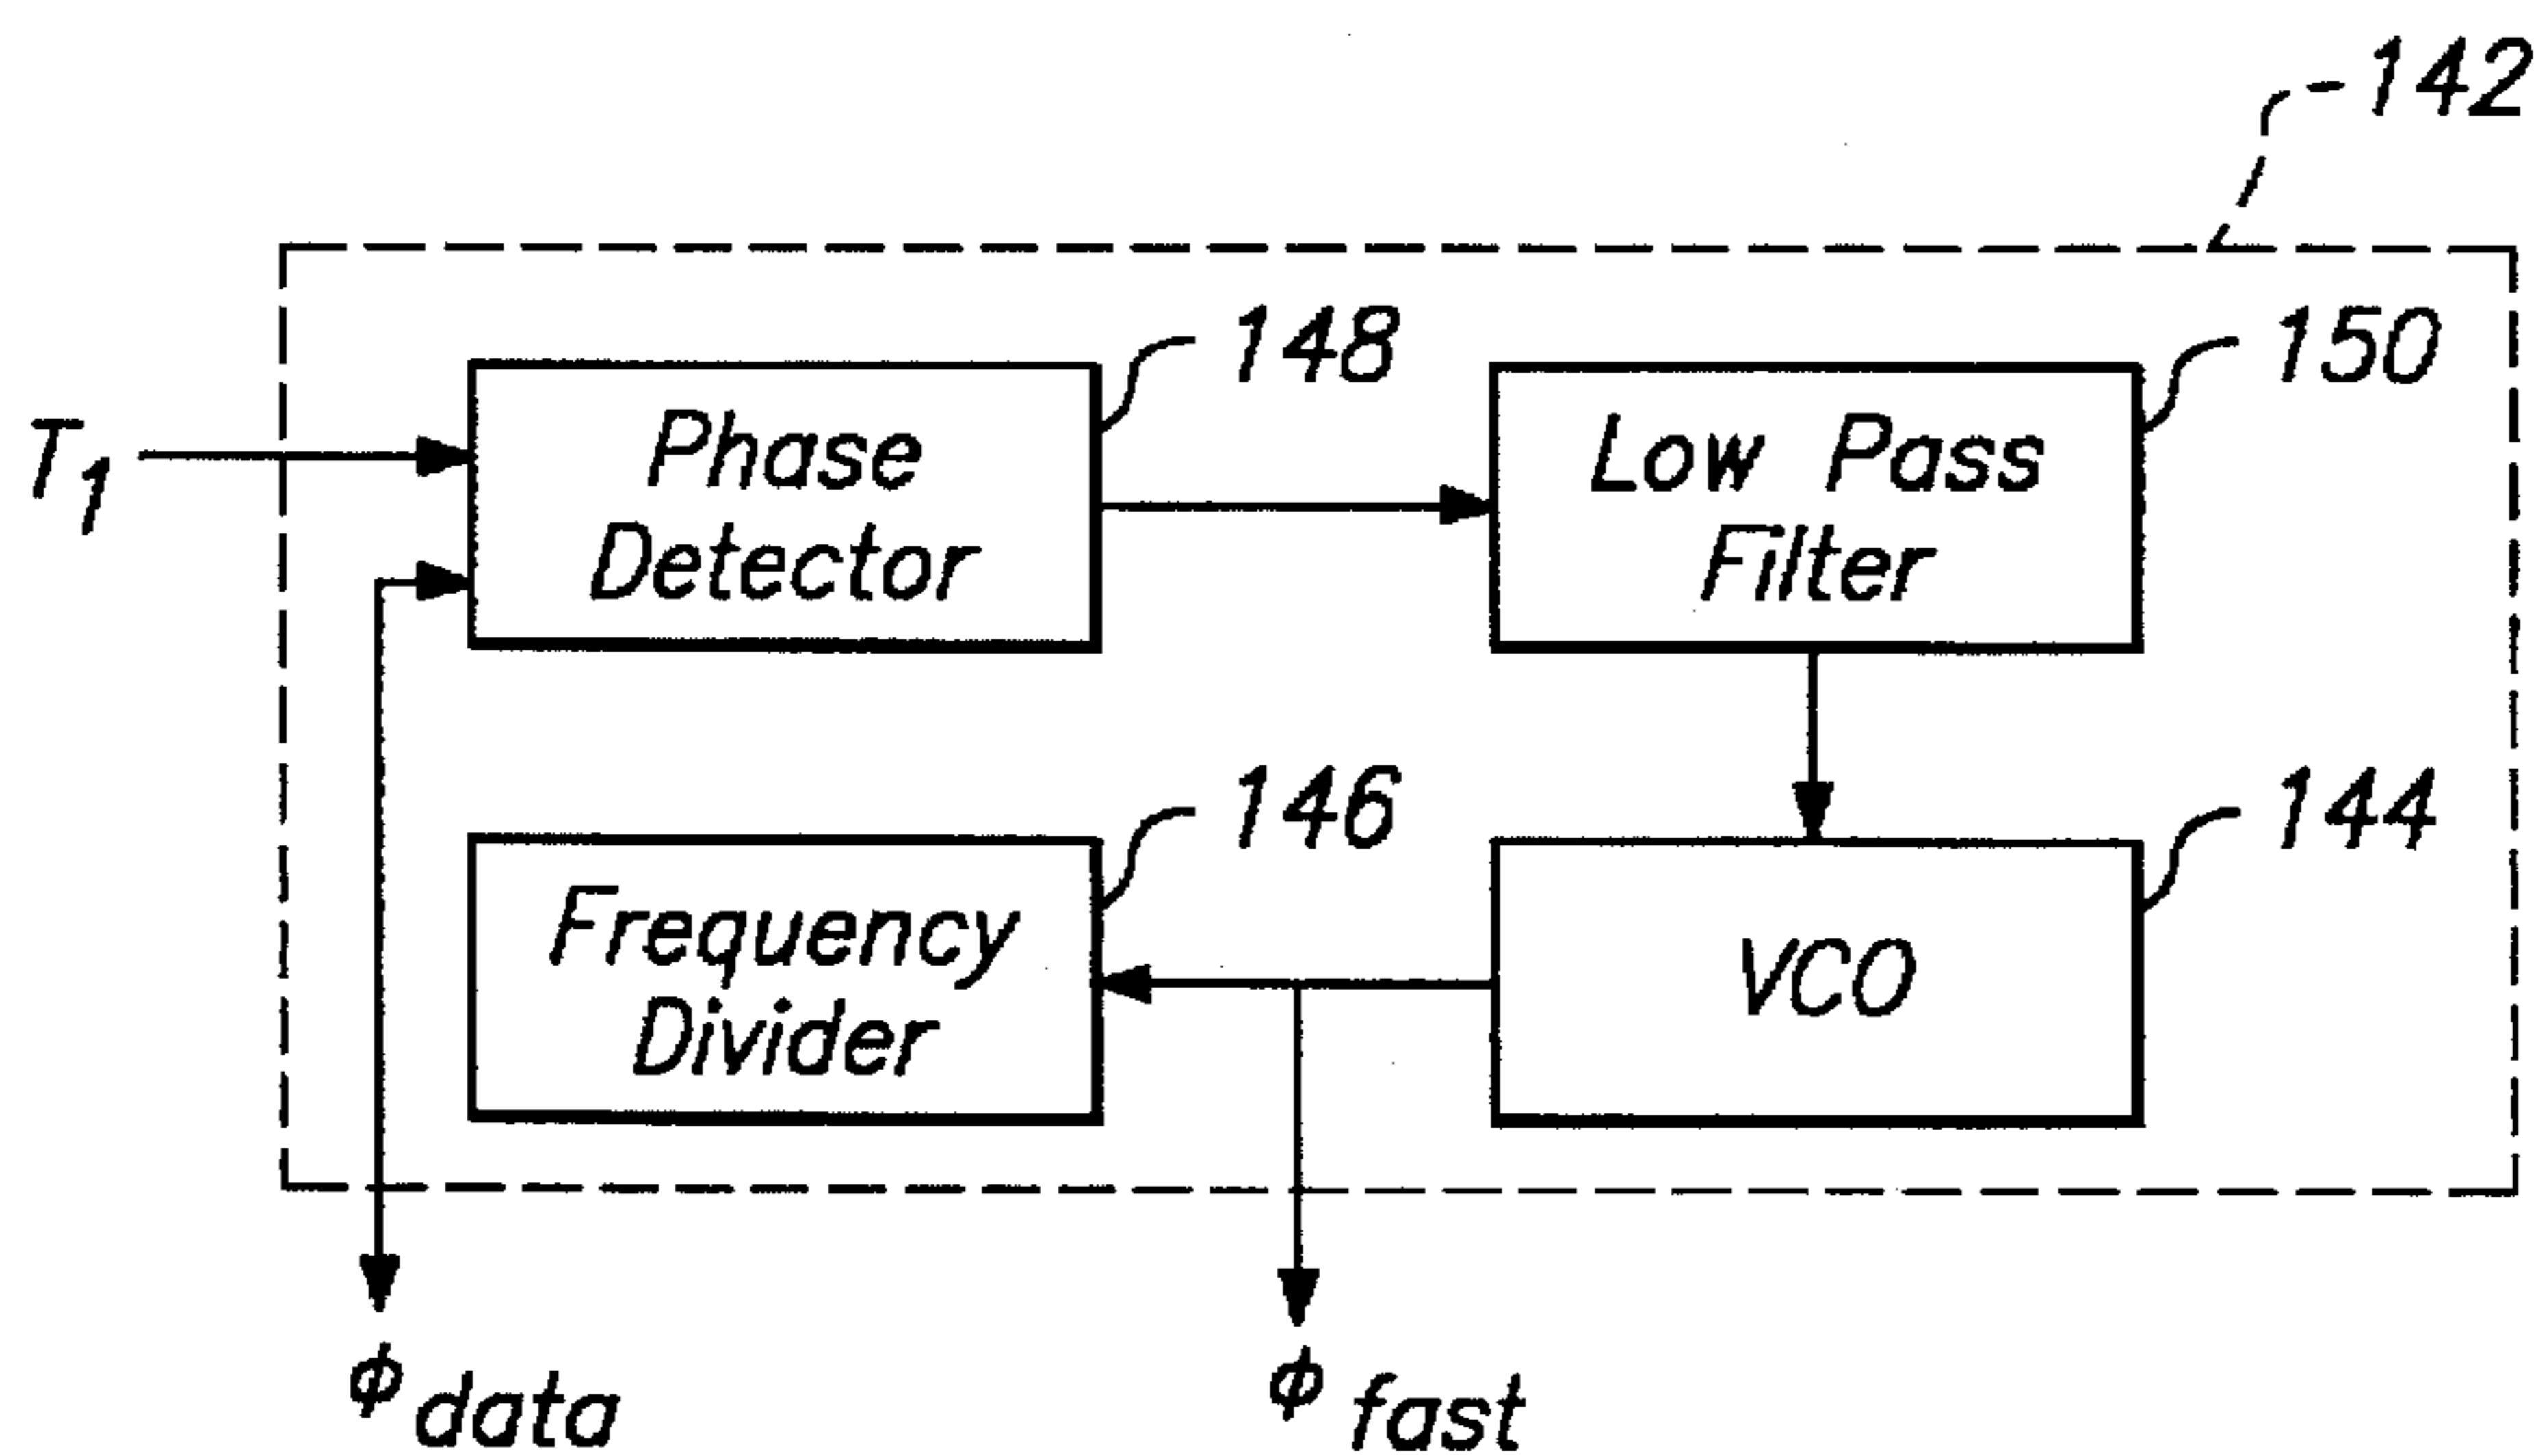 142
148
150
T1
Phase
Detector
Low Pass
Filter
146
144
Frequency
Divider
VCO
ϕdata
ϕfast